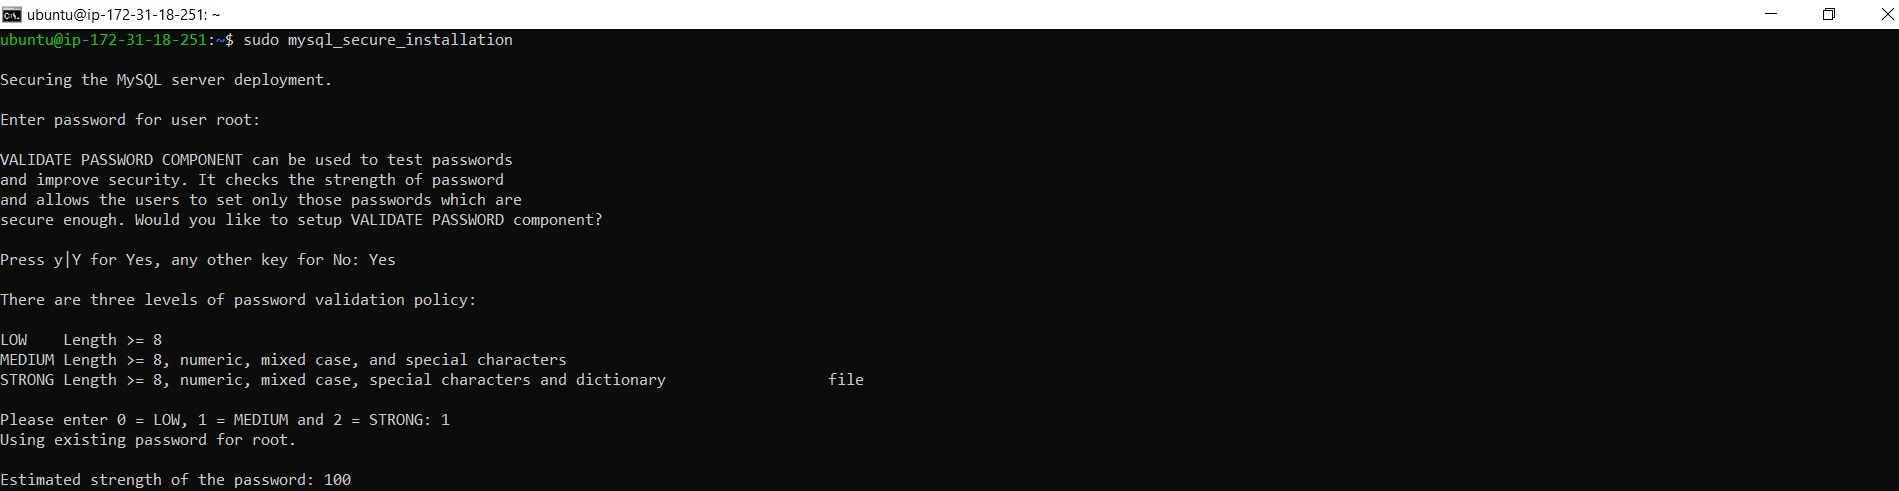 ubuntu@ip-172-31-18-251: ~
ubuntu@ip-172-31-18-251:~$ sudo mysql_secure_installation
Securing the MySQL server deployment.
Enter password for user root:
VALIDATE PASSWORD COMPONENT can be used to test passwords
and improve security. It checks the strength of password
and allows the users to set only those passwords which are
secure enough. Would you like to setup VALIDATE PASSWORD component?
Press y|Y for Yes, any other key for No: Yes
There are three levels of password validation policy:
LOW    Length >= 8
MEDIUM Length >= 8, numeric, mixed case, and special characters
STRONG Length >= 8, numeric, mixed case, special characters and dictionary                  file
Please enter 0 = LOW, 1 = MEDIUM and 2 = STRONG: 1
Using existing password for root.
Estimated strength of the password: 100